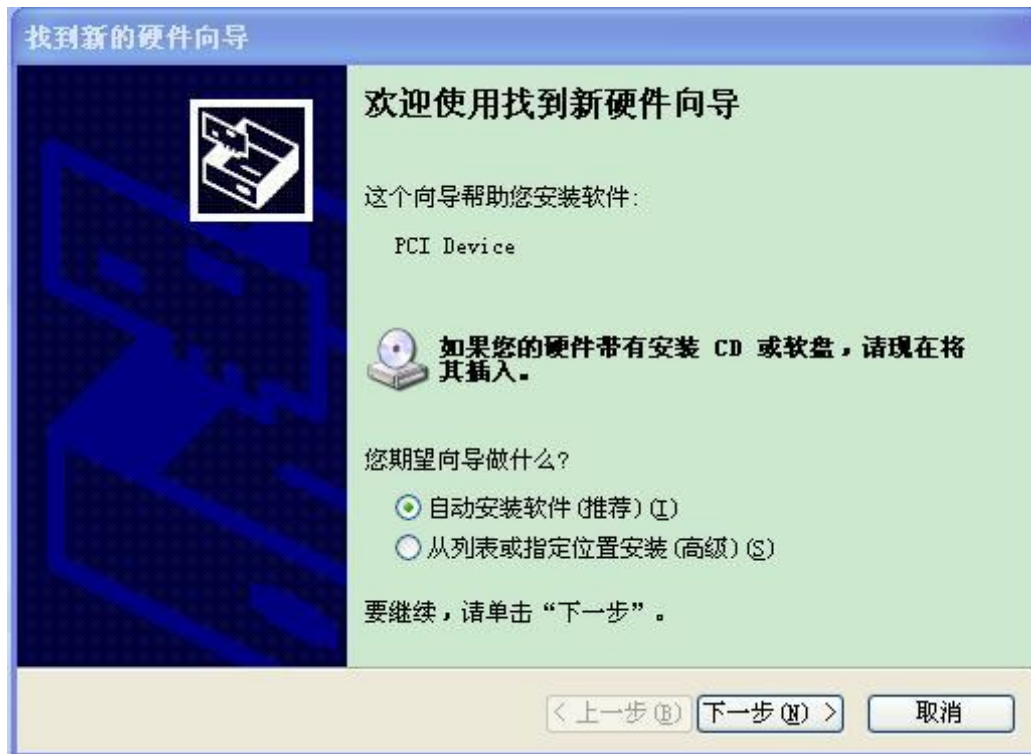 找到新的硬件向导
欢迎使用找到新硬件向导
这个向导帮助您安装软件:
PCI Device
如果您的硬件带有安装 CD 或软盘，请现在将
其插入。
您期望向导做什么?
自动安装软件(推荐)(I)
从列表或指定位置安装(高级)(S)
要继续，请单击“下一步”。
< 上一步(B)
下一步(N) >
取消